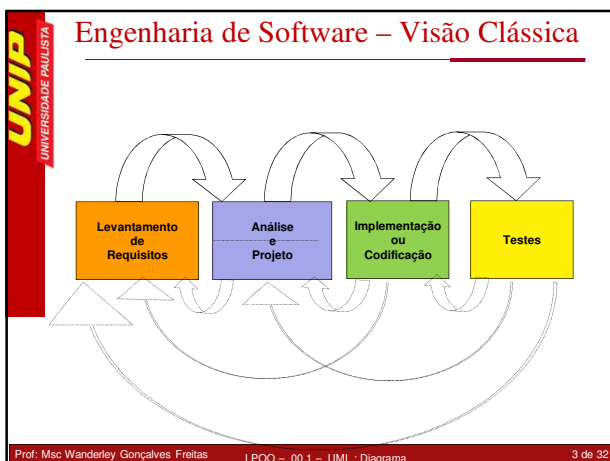 Engenharia de Software – Visão Clássica
UNIP
UNIVERSIDADE PAULISTA
Levantamento
de
Requisitos
Análise
e
Projeto
Implementação
ou
Codificação
Testes
Prof: Msc Wanderley Gonçalves Freitas
LPOO – 00.1 – UML : Diagrama
3 de 32